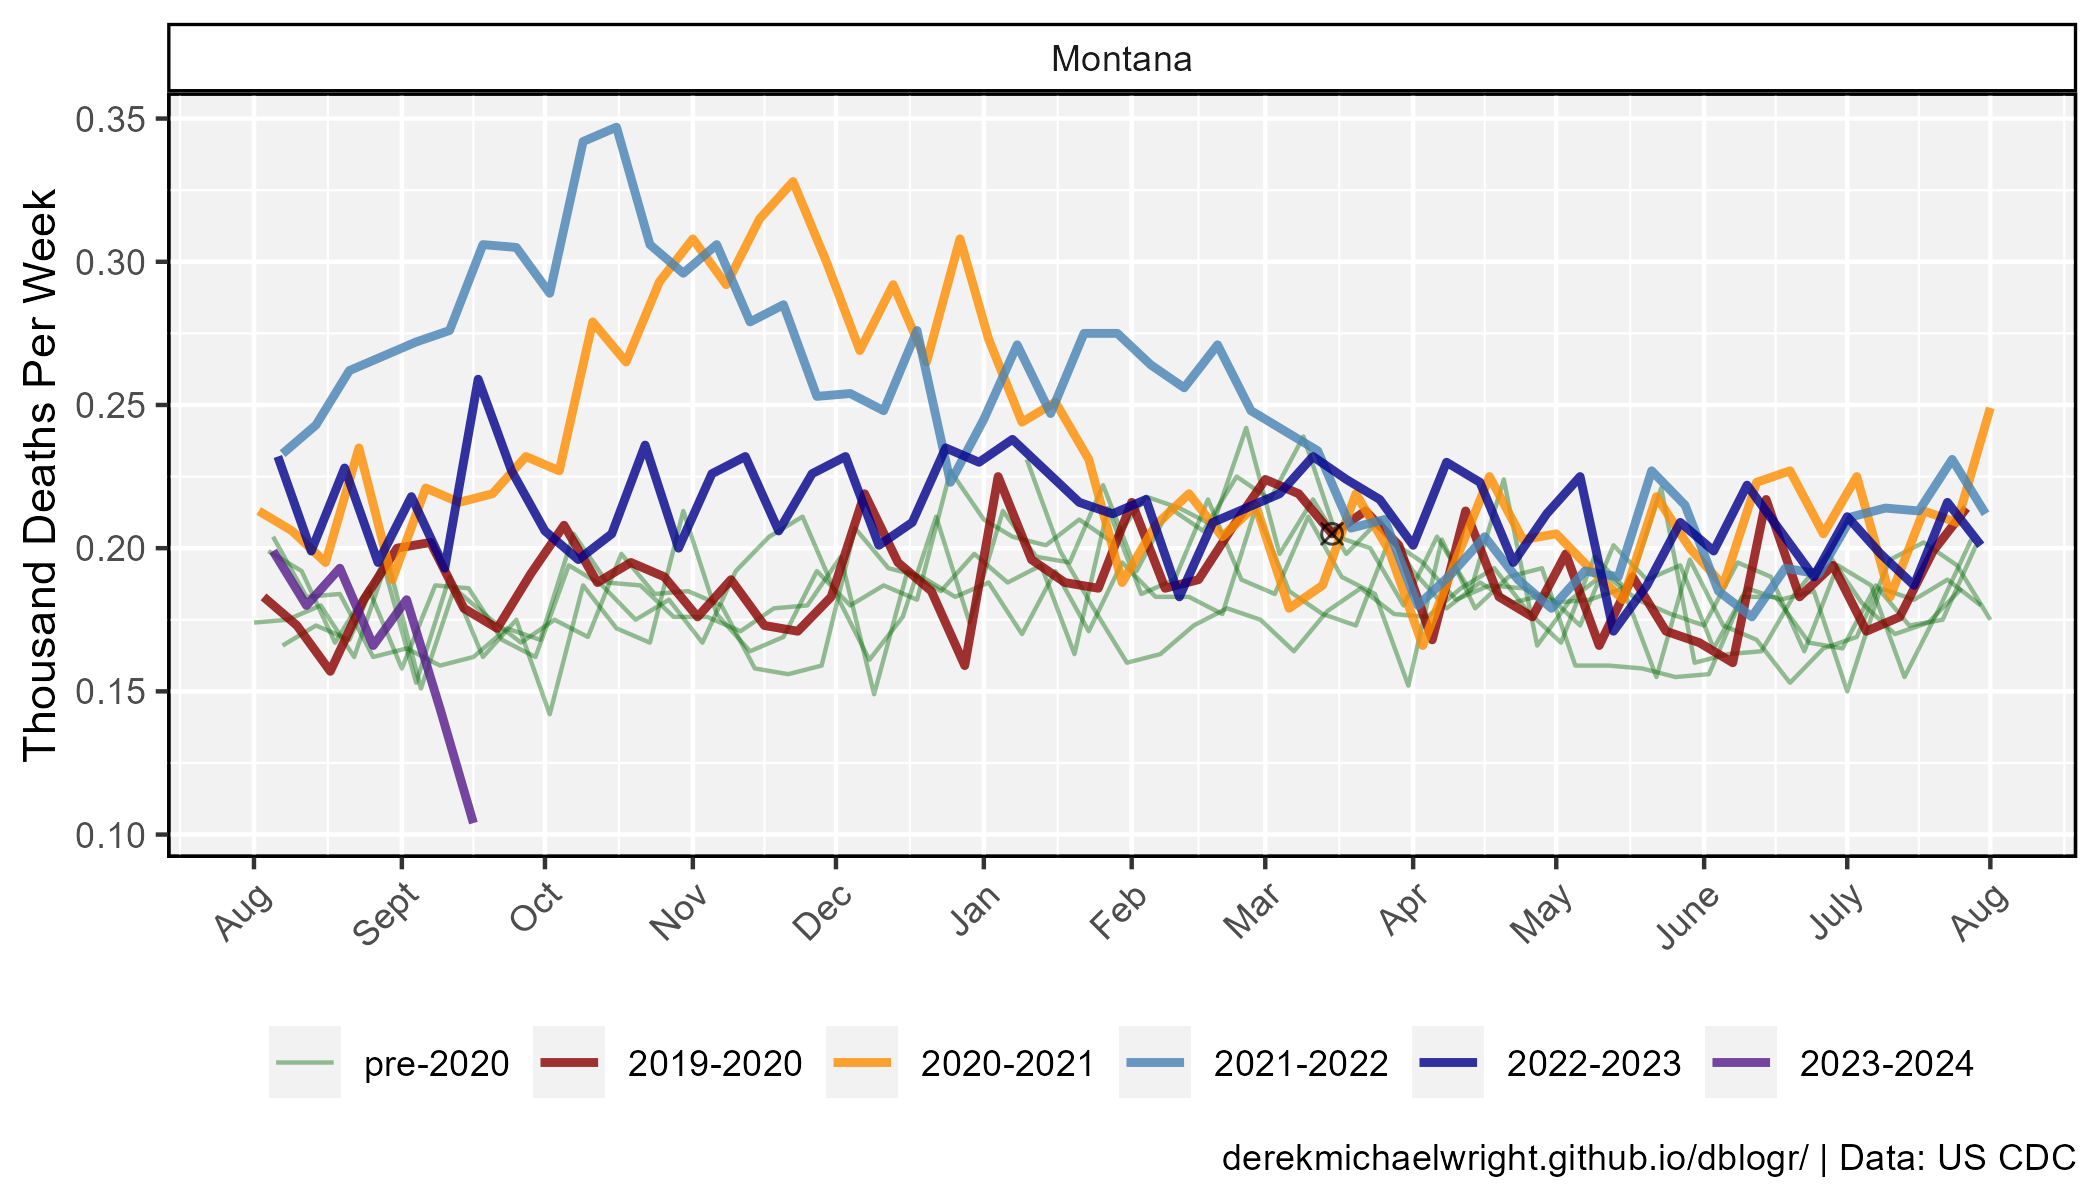 Montana
Thousand Deaths Per Week
0.35
0.30
0.25
0.20
0.15
0.10
Aug Sept Oct Nov Dec Jan Feb Mar Apr May June July Aug
pre-2020 2019-2020 2020-2021 2021-2022 2022-2023 2023-2024
derekmichaelwright.github.io/dblogr/ | Data: US CDC